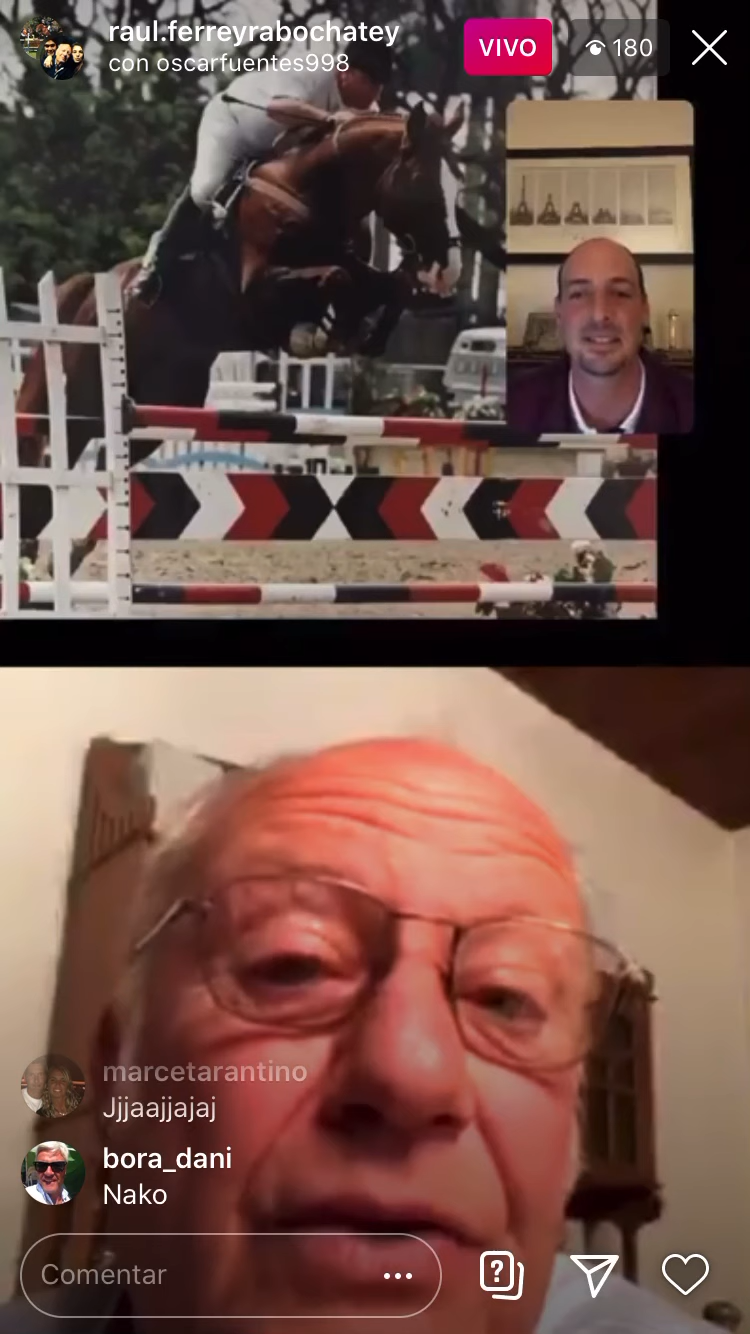 raul.ferreyrabochatey
con oscarfuentes998
VIVO
180
marcetarantino
Jjjaajjajaj
bora_dani
Nako
Comentar